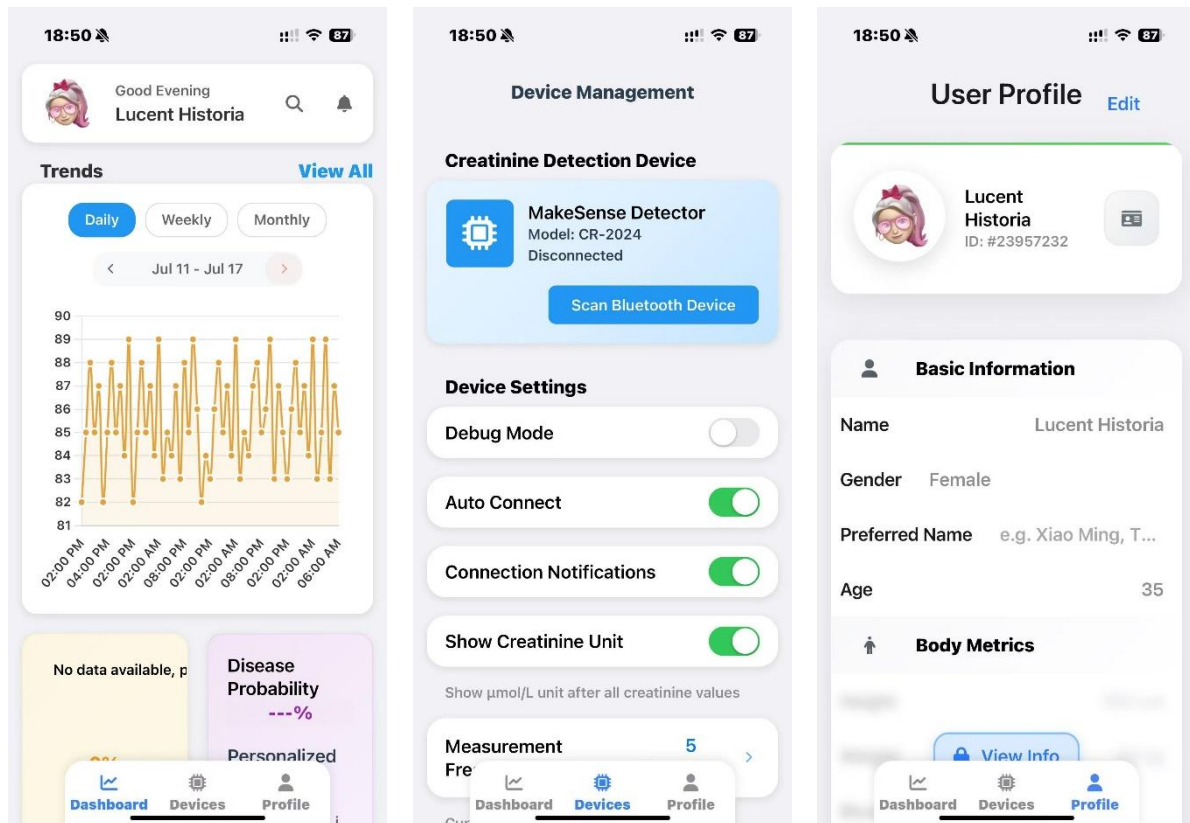 18:50
87
Good Evening
Lucent Historia
Trends
View All
Daily
Weekly
Monthly
Jul 11 - Jul 17
90
89
88
87
86
85
84
83
82
81
02:00 PM
04:00 PM
02:00 PM
02:00 AM
08:00 PM
02:00 PM
02:00 AM
08:00 PM
02:00 PM
02:00 AM
06:00 AM
No data available, p
Disease
Probability
---%
Personalized
Dashboard
Devices
Profile
18:50
87
Device Management
Creatinine Detection Device
MakeSense Detector
Model: CR-2024
Disconnected
Scan Bluetooth Device
Device Settings
Debug Mode
Auto Connect
Connection Notifications
Show Creatinine Unit
Show μmol/L unit after all creatinine values
Measurement
5
Dashboard
Devices
Profile
18:50
87
User Profile
Edit
Lucent
Historia
ID: #23957232
Basic Information
Name
Lucent Historia
Gender
Female
Preferred Name
e.g. Xiao Ming, T...
Age
35
Body Metrics
View Info
Dashboard
Devices
Profile